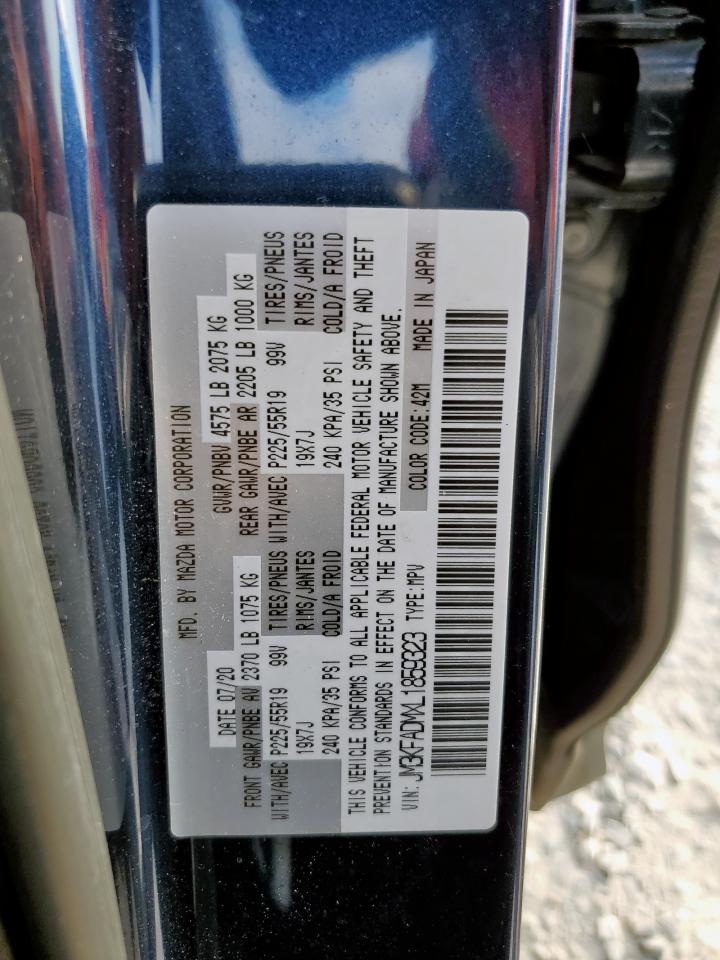 MFD. BY MAZDA MOTOR CORPORATION
DATE 07/20 GVWR/PNBV 4575 LB 2075 KG
FRONT GAWR/PNBE AV 2370 LB 1075 KG REAR GAWR/PNBE AR 2205 LB 1000 KG
WITH/AVEC P225/55R19 99V TIRES/PNEUS WITH/AVEC P225/55R19 99V TIRES/PNEUS
19X7J RIMS/JANTES 19X7J RIMS/JANTES
240 KPA/35 PSI COLD/A FROID 240 KPA/35 PSI COLD/A FROID
THIS VEHICLE CONFORMS TO ALL APPLICABLE FEDERAL MOTOR VEHICLE SAFETY AND THEFT
PREVENTION STANDARDS IN EFFECT ON THE DATE OF MANUFACTURE SHOWN ABOVE.
VIN: JM3KFADMXL1859323 TYPE:MPV COLOR CODE:42M MADE IN JAPAN